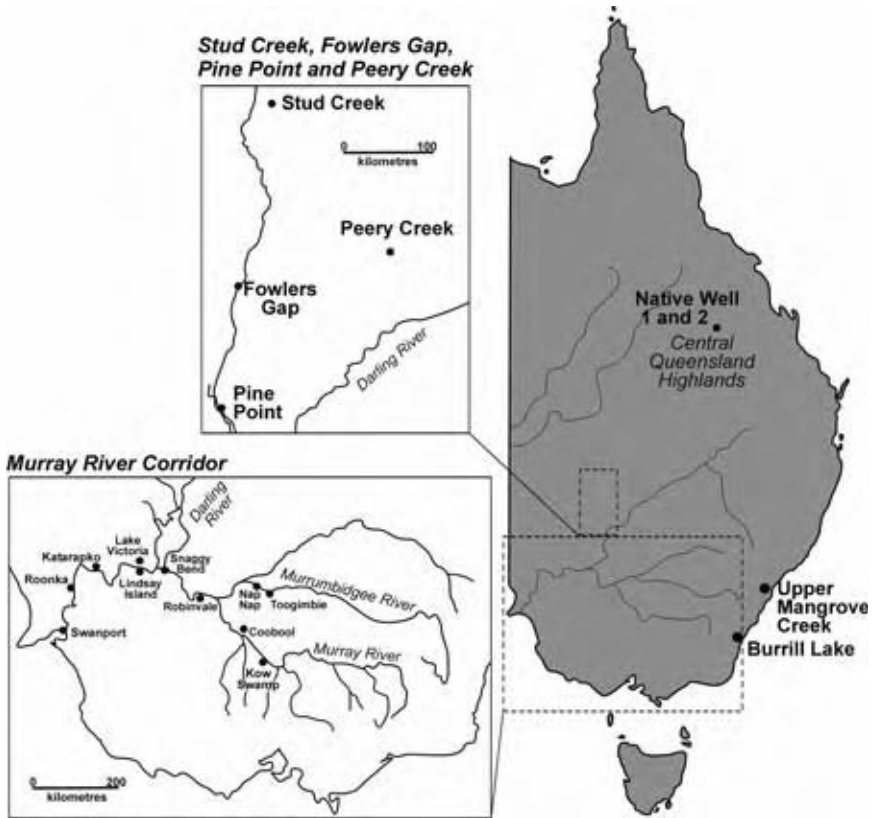 Stud Creek, Fowlers Gap,
Pine Point and Peery Creek
Stud Creek
0 100
kilometres
Peery Creek
Fowlers
Gap
Darling River
Pine
Point
Native Well
1 and 2
Central
Queensland
Highlands
Upper
Mangrove
Creek
Burrill Lake
Murray River Corridor
Darling
River
Lake
Victoria
Katarapko
Snaggy
Bend
Roonka
Lindsay
Island
Murrumbidgee River
Robinvale
Nap
Nap
Toogimbie
Swanport
Coobool
Murray River
Kow
Swamp
0 200
kilometres